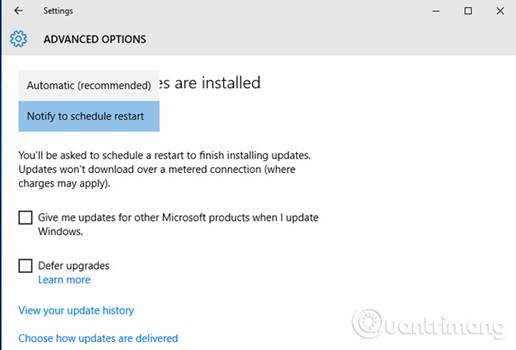 Settings
ADVANCED OPTIONS
Automatic (recommended)
es are installed
Notify to schedule restart
You'll be asked to schedule a restart to finish installing updates.
Updates won't download over a metered connection (where
charges may apply).
Give me updates for other Microsoft products when I update
Windows.
Defer upgrades
Learn more
View your update history
Choose how updates are delivered
Quantrimang